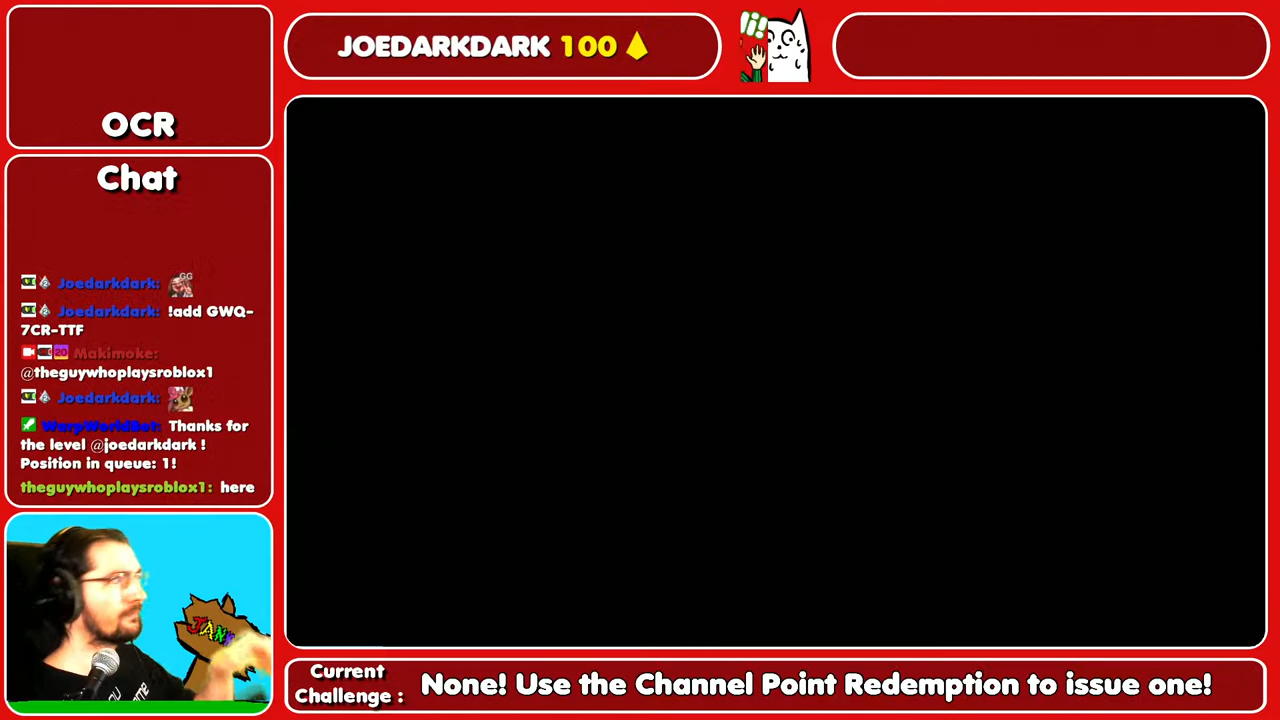 JOEDARKDARK 100
OCR
Chat
Joedarkdark:
Joedarkdark: !add GWQ-
7CR-TTF
Makimoke:
@theguywhoplaysroblox1
Joedarkdark:
WarpWorldBot: Thanks for
the level @joedarkdark !
Position in queue: 1!
theguywhoplaysroblox1: here
Current
Challenge :
None! Use the Channel Point Redemption to issue one!